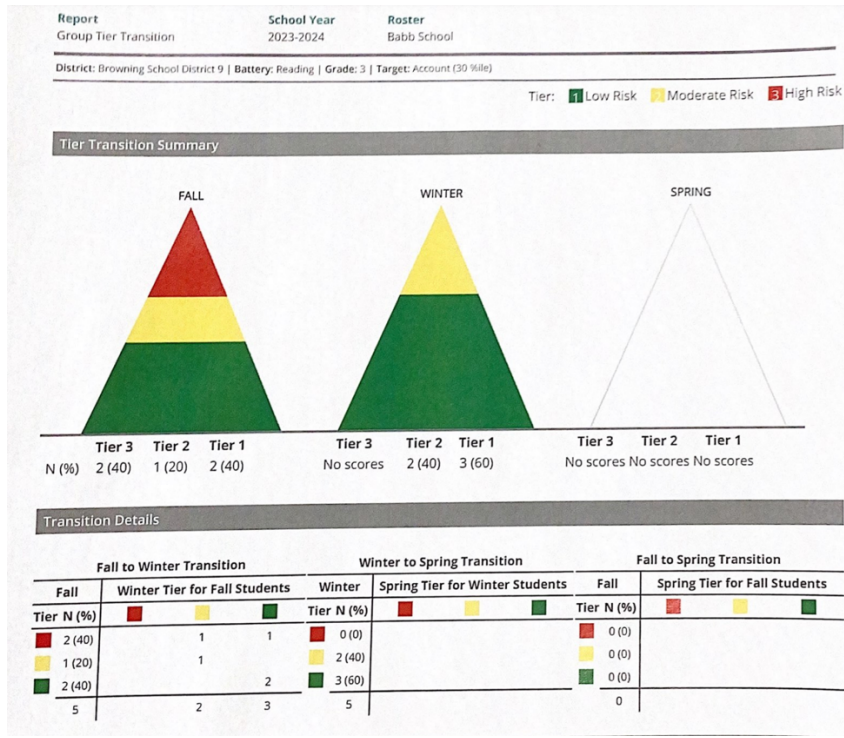 Report School Year Roster
Group Tier Transition 2023-2024 Babb School
District: Browning School District 9 | Battery: Reading | Grade: 3 | Target: Account (30 %ile)
Tier: 1 Low Risk 2 Moderate Risk 3 High Risk
Tier Transition Summary
FALL WINTER SPRING
Tier 3 Tier 2 Tier 1 Tier 3 Tier 2 Tier 1 Tier 3 Tier 2 Tier 1
N (%) 2 (40) 1 (20) 2 (40) No scores 2 (40) 3 (60) No scores No scores No scores
Transition Details
Fall to Winter Transition Winter to Spring Transition Fall to Spring Transition
Fall Winter Tier for Fall Students Winter Spring Tier for Winter Students Fall Spring Tier for Fall Students
Tier N (%) Tier N (%) Tier N (%)
2 (40) 1 1 0 (0) 0 (0)
1 (20) 1 2 (40) 0 (0)
2 (40) 2 3 (60) 0 (0)
5 2 3 5 0